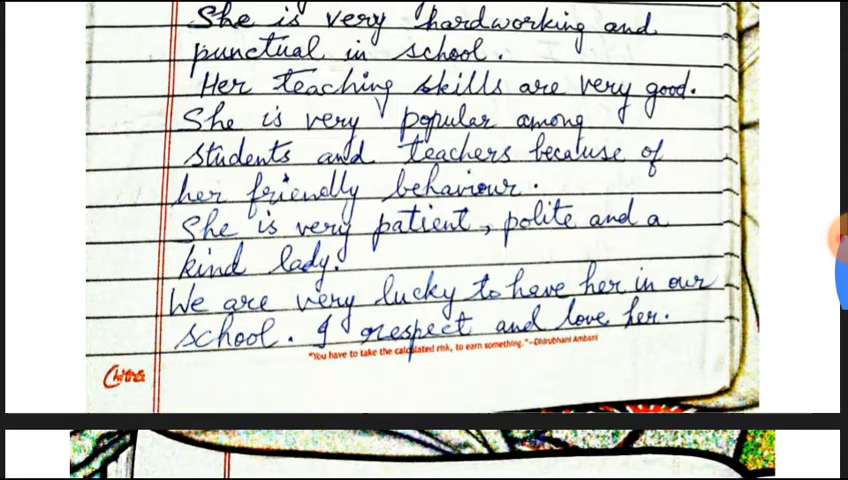 She is very hardworking and
punctual in school.
Her teaching skills are very good.
She is very popular among
students and teachers because of
her friendly behaviour.
She is very patient, polite and a
kind lady.
We are very lucky to have her in our
school. I respect and love her.
"You have to take the calculated risk, to earn something."–Dhirubhani Ambani
Chitra